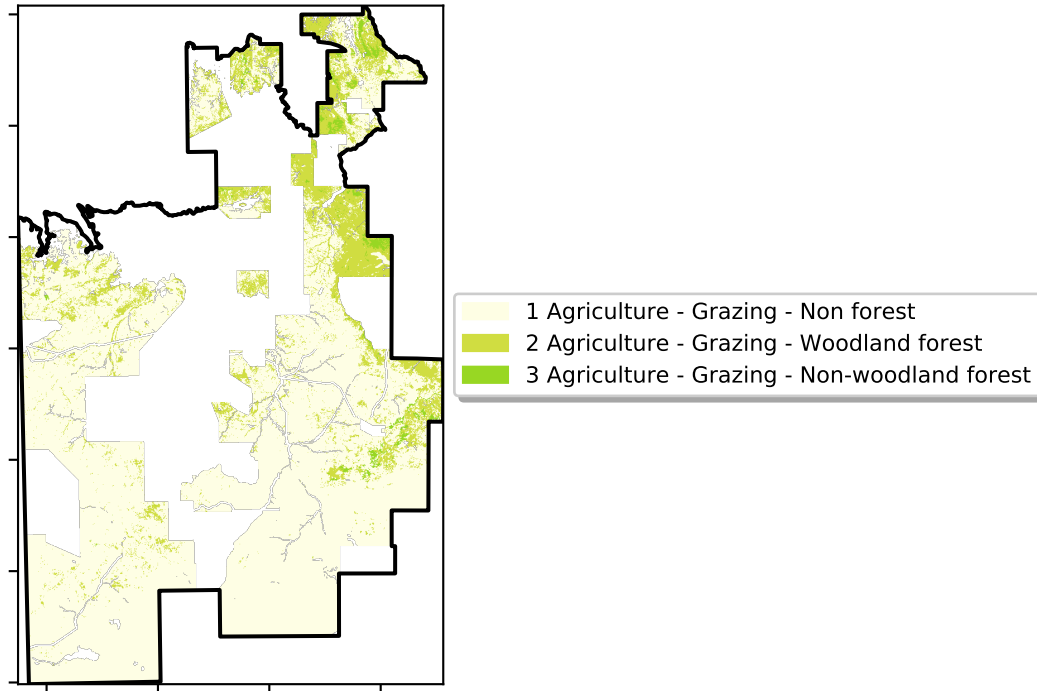 1 Agriculture - Grazing - Non forest
2 Agriculture - Grazing - Woodland forest
3 Agriculture - Grazing - Non-woodland forest